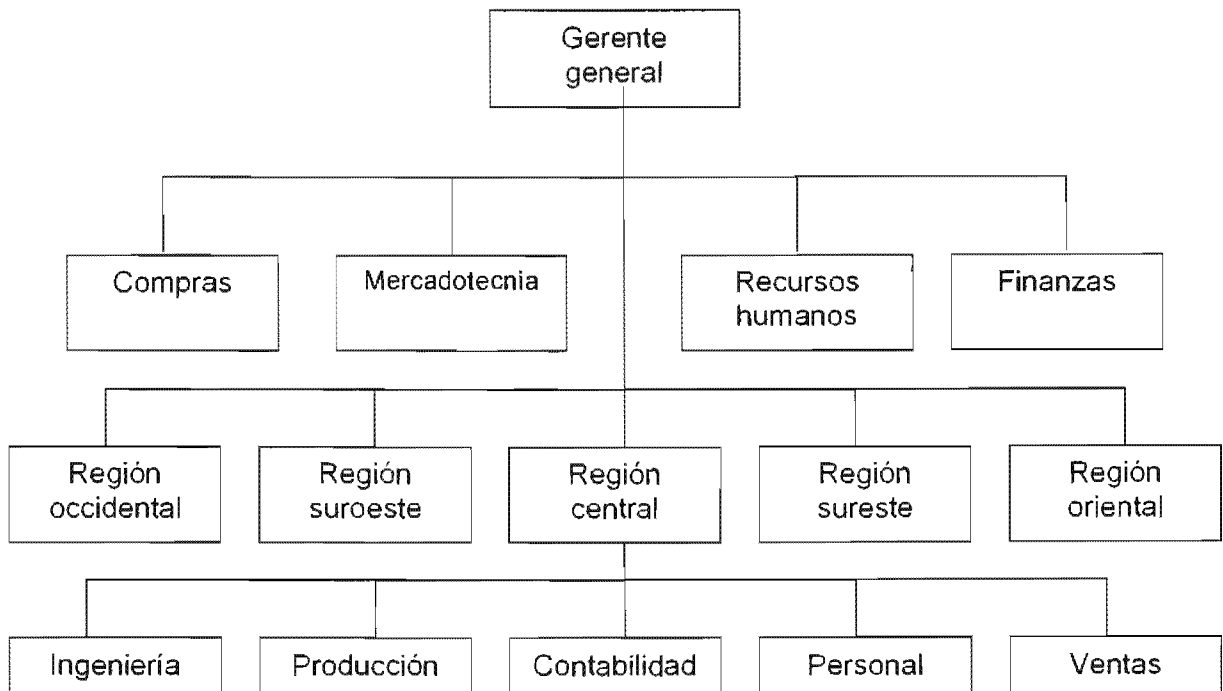 Gerente
general
Compras
Mercadotecnia
Recursos
humanos
Finanzas
Región
occidental
Región
suroeste
Región
central
Región
sureste
Región
oriental
Ingeniería
Producción
Contabilidad
Personal
Ventas